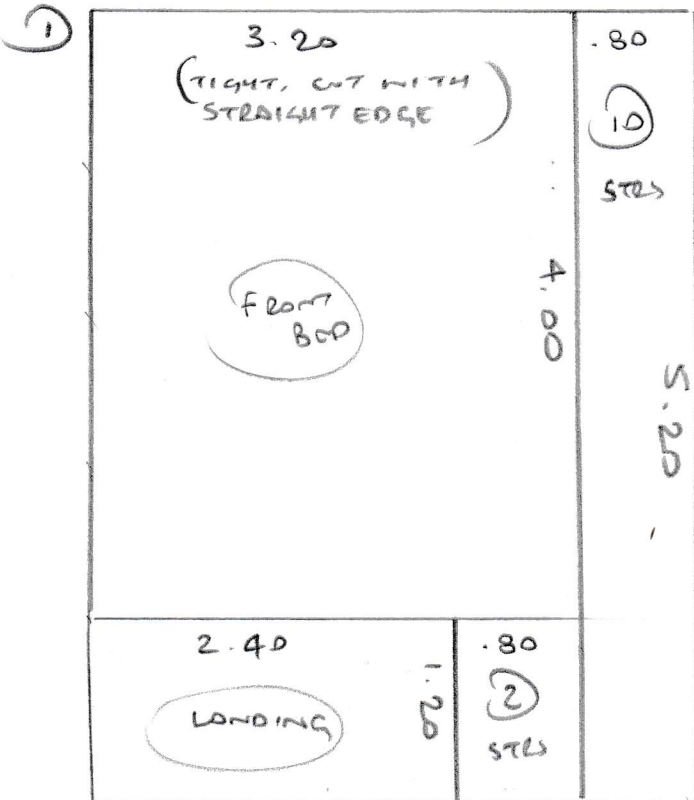 1
3.20
(TIGHT, CUT WITH
STRAIGHT EDGE)
.80
10
STRS
FRONT
BED
4.00
5.20
2.40
LANDING
1.20
.80
2
STRS